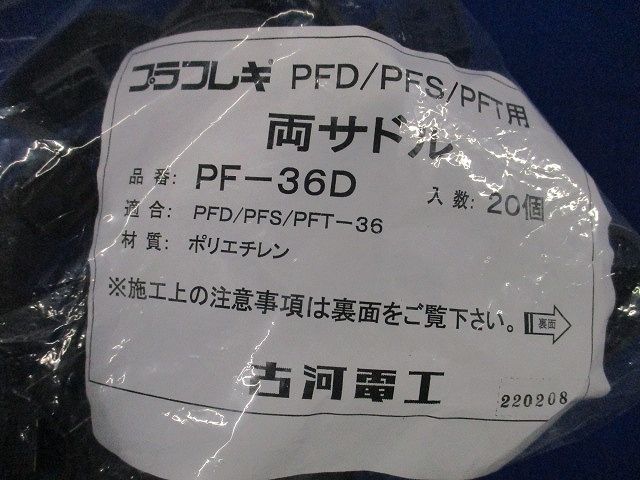 プラフレキ PFD/PFS/PFT用
両サドル
品番: PF-36D 入数: 20個
適合: PFD/PFS/PFT-36
材質: ポリエチレン
※施工上の注意事項は裏面をご覧下さい。 裏面
古河電工
220208